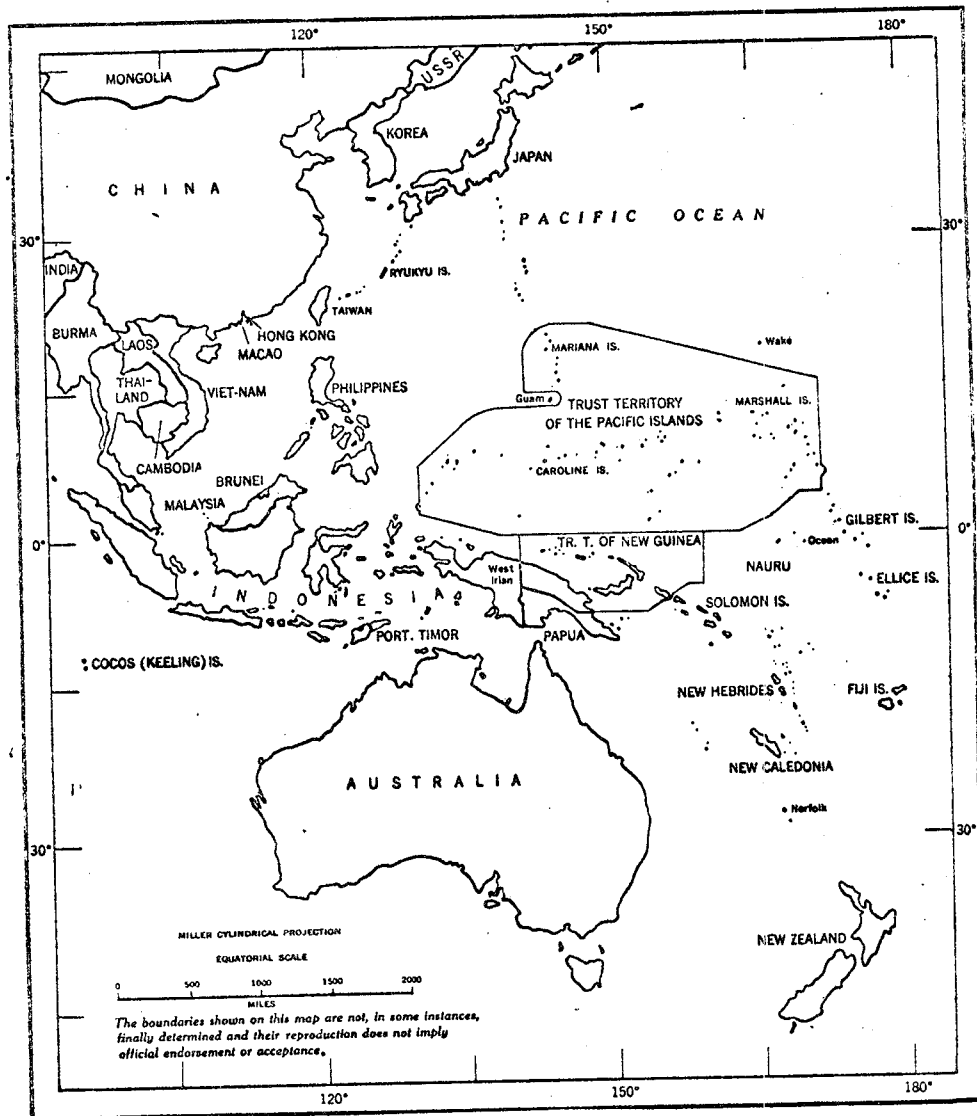 120°
150°
180°
MONGOLIA
USSR
KOREA
JAPAN
CHINA
PACIFIC OCEAN
30°
30°
INDIA
RYUKYU IS.
TAIWAN
BURMA
HONG KONG
LAOS
MACAO
Wake
MARIANA IS.
THAI-
LAND
VIET-NAM
PHILIPPINES
Guam
TRUST TERRITORY
OF THE PACIFIC ISLANDS
MARSHALL IS.
CAMBODIA
CAROLINE IS.
BRUNEI
MALAYSIA
GILBERT IS.
0°
0°
TR. T. OF NEW GUINEA
Ocean
West
Irian
NAURU
ELLICE IS.
INDONESIA
SOLOMON IS.
PORT. TIMOR
PAPUA
COCOS (KEELING) IS.
NEW HEBRIDES
FIJI IS.
NEW CALEDONIA
AUSTRALIA
Norfolk
30°
30°
MILLER CYLINDRICAL PROJECTION
EQUATORIAL SCALE
0 500 1000 1500 2000
MILES
NEW ZEALAND
The boundaries shown on this map are not, in some instances,
finally determined and their reproduction does not imply
official endorsement or acceptance.
120°
150°
180°